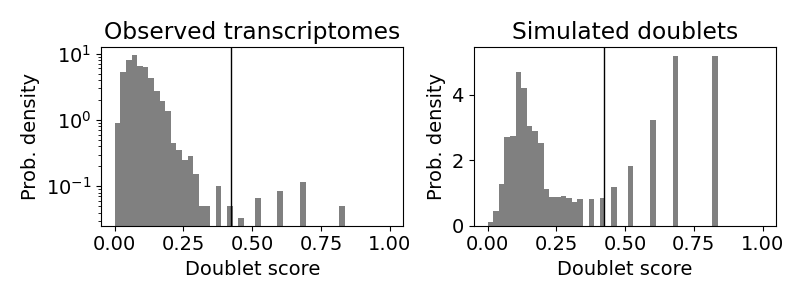 Observed transcriptomes
Prob. density
10¹
10⁰
10⁻¹
0.00 0.25 0.50 0.75 1.00
Doublet score
Simulated doublets
Prob. density
4
2
0
0.00 0.25 0.50 0.75 1.00
Doublet score